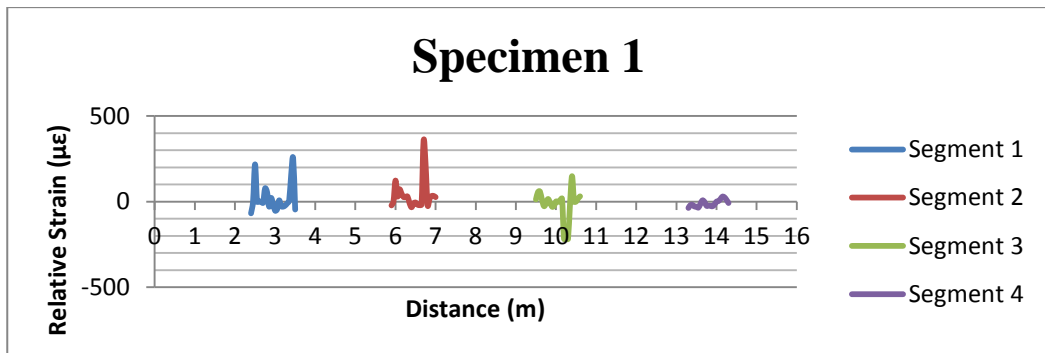 Specimen 1
Relative Strain (µε)
500
0
-500
0 1 2 3 4 5 6 7 8 9 10 11 12 13 14 15 16
Distance (m)
Segment 1
Segment 2
Segment 3
Segment 4